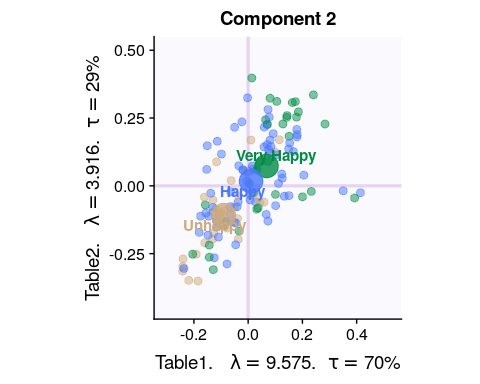 Component 2
0.50
0.25
0.00
-0.25
Very Happy
Happy
Unhappy
-0.2
0.0
0.2
0.4
Table1. λ = 9.575. τ = 70%
Table2. λ = 3.916. τ = 29%